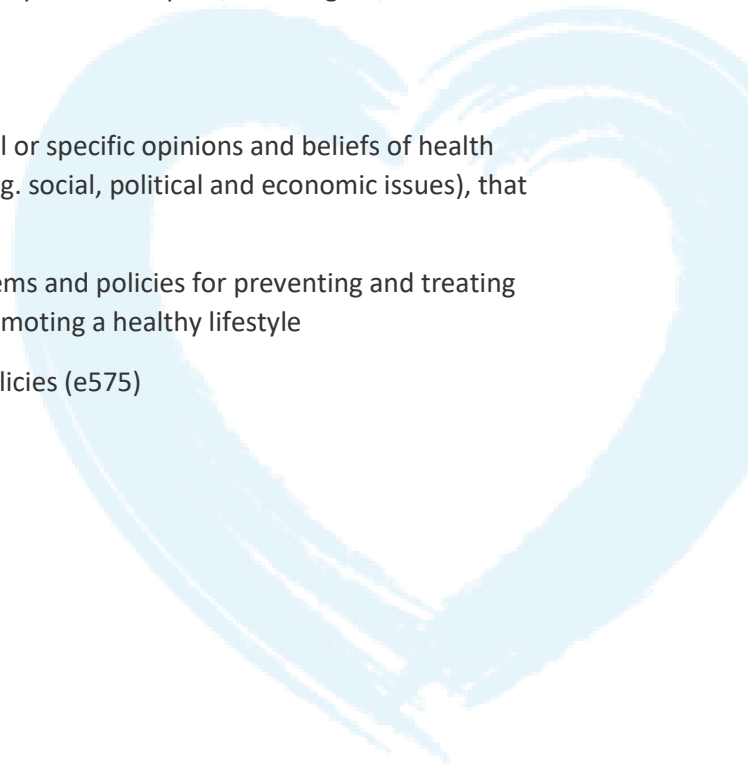 l or specific opinions and beliefs of health
g. social, political and economic issues), that
ems and policies for preventing and treating
moting a healthy lifestyle
licies (e575)